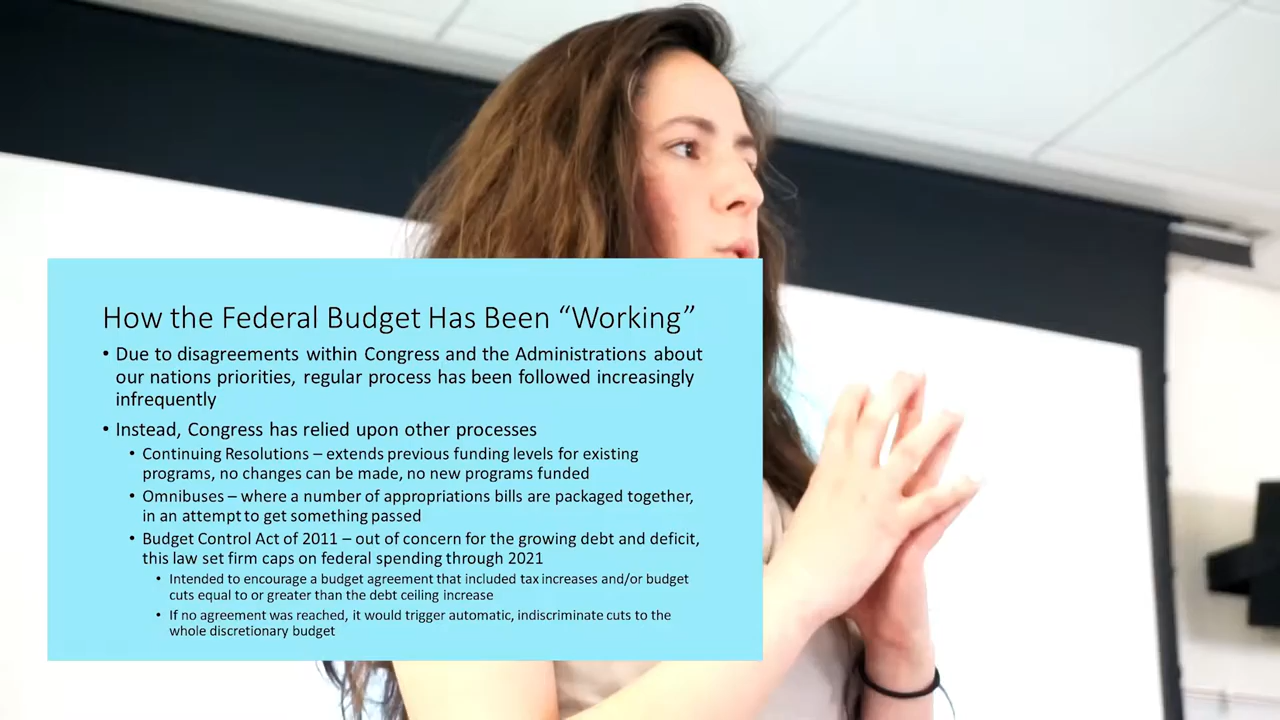 How the Federal Budget Has Been “Working”
• Due to disagreements within Congress and the Administrations about
our nations priorities, regular process has been followed increasingly
infrequently
• Instead, Congress has relied upon other processes
• Continuing Resolutions – extends previous funding levels for existing
programs, no changes can be made, no new programs funded
• Omnibuses – where a number of appropriations bills are packaged together,
in an attempt to get something passed
• Budget Control Act of 2011 – out of concern for the growing debt and deficit,
this law set firm caps on federal spending through 2021
• Intended to encourage a budget agreement that included tax increases and/or budget
cuts equal to or greater than the debt ceiling increase
• If no agreement was reached, it would trigger automatic, indiscriminate cuts to the
whole discretionary budget